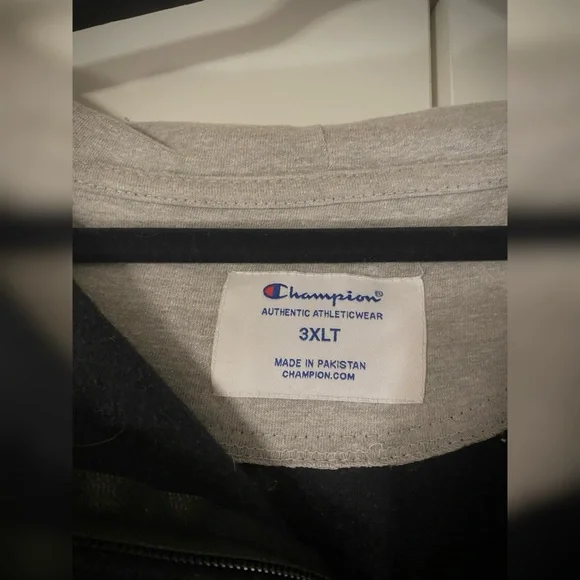 Champion®
AUTHENTIC ATHLETICWEAR
3XLT
MADE IN PAKISTAN
CHAMPION.COM